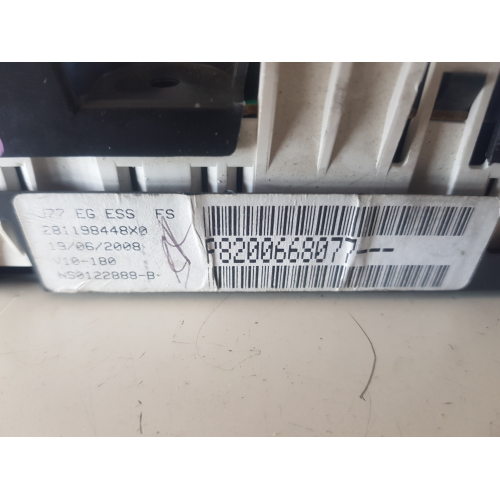 J77 EG ESS FS
281198448X0
19/06/2008
V10-180
NS0122888-B
P8200668077---